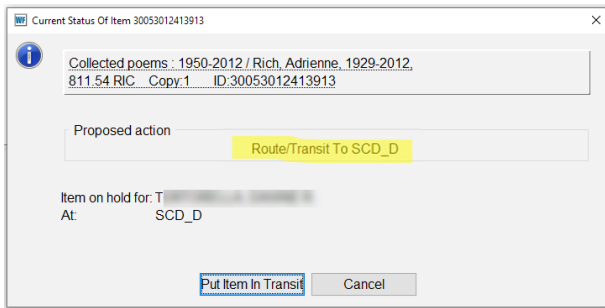 WF Current Status Of Item 30053012413913
Collected poems : 1950-2012 / Rich, Adrienne, 1929-2012,
811.54 RIC Copy:1 ID:30053012413913
Proposed action
Route/Transit To SCD_D
Item on hold for: T
At: SCD_D
Put Item In Transit Cancel